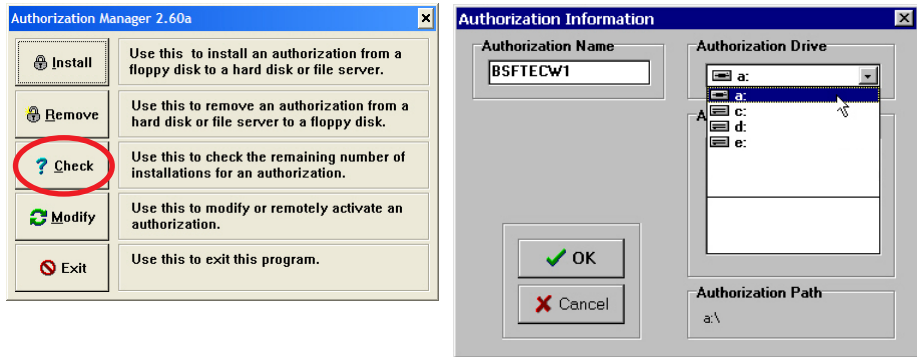 Authorization Manager 2.60a
Install
Use this to install an authorization from a
floppy disk to a hard disk or file server.
Remove
Use this to remove an authorization from a
hard disk or file server to a floppy disk.
Check
Use this to check the remaining number of
installations for an authorization.
Modify
Use this to modify or remotely activate an
authorization.
Exit
Use this to exit this program.
Authorization Information
Authorization Name
BSFTECW1
Authorization Drive
a:
a:
A
c:
d:
e:
OK
Cancel
Authorization Path
a:\